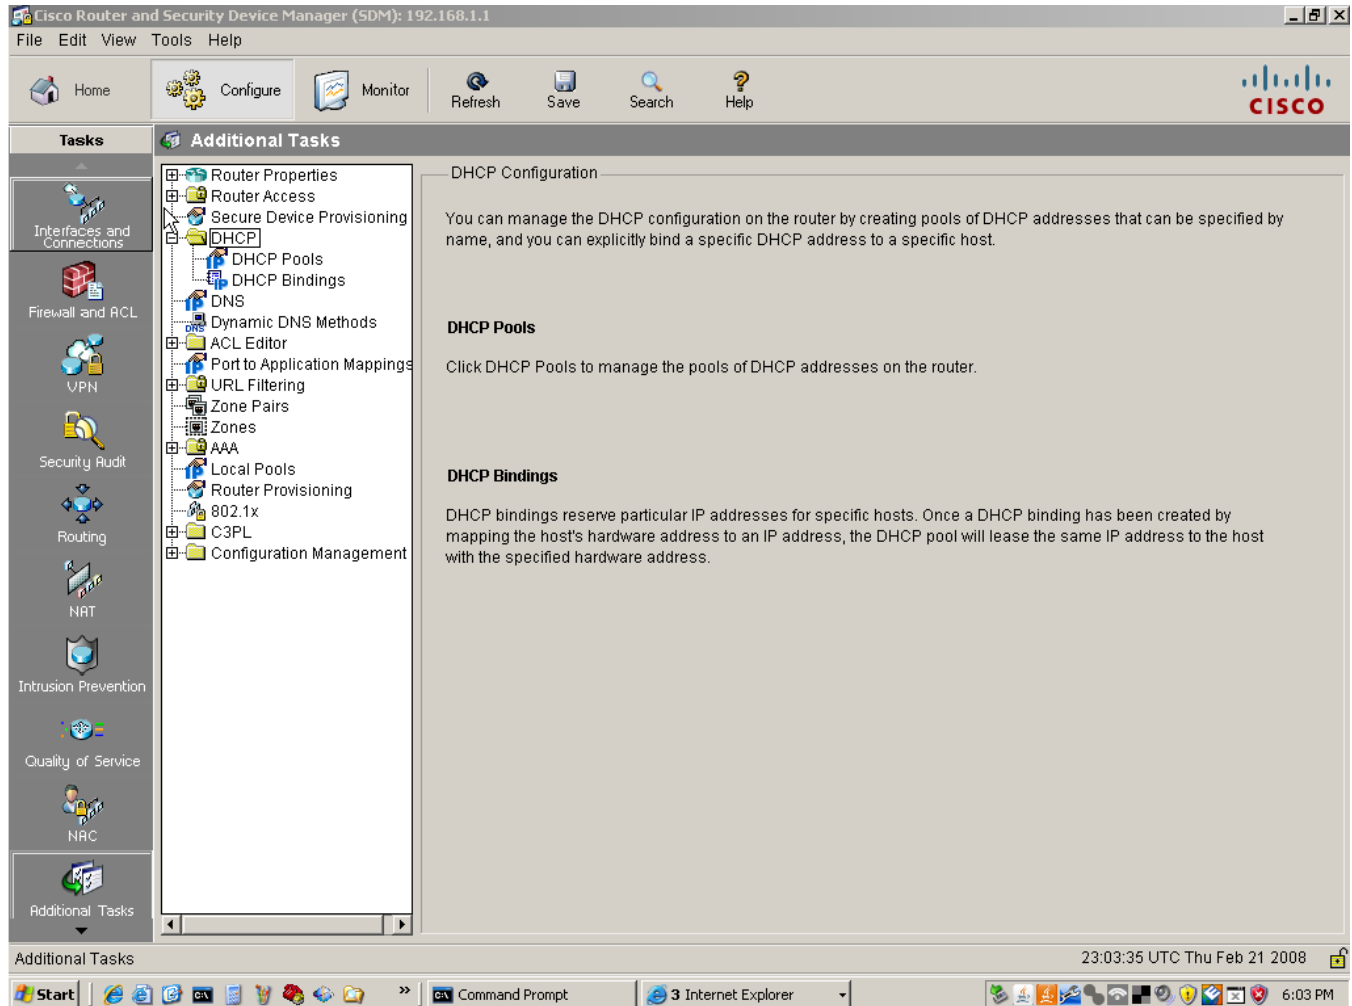 Cisco Router and Security Device Manager (SDM): 192.168.1.1
File Edit View Tools Help
Home Configure Monitor Refresh Save Search Help
CISCO
Tasks
Additional Tasks
Interfaces and Connections
Firewall and ACL
VPN
Security Audit
Routing
NAT
Intrusion Prevention
Quality of Service
NAC
Additional Tasks
Router Properties
Router Access
Secure Device Provisioning
DHCP
DHCP Pools
DHCP Bindings
DNS
Dynamic DNS Methods
ACL Editor
Port to Application Mappings
URL Filtering
Zone Pairs
Zones
AAA
Local Pools
Router Provisioning
802.1x
C3PL
Configuration Management
DHCP Configuration
You can manage the DHCP configuration on the router by creating pools of DHCP addresses that can be specified by
name, and you can explicitly bind a specific DHCP address to a specific host.
DHCP Pools
Click DHCP Pools to manage the pools of DHCP addresses on the router.
DHCP Bindings
DHCP bindings reserve particular IP addresses for specific hosts. Once a DHCP binding has been created by
mapping the host's hardware address to an IP address, the DHCP pool will lease the same IP address to the host
with the specified hardware address.
Additional Tasks
23:03:35 UTC Thu Feb 21 2008
Start » Command Prompt 3 Internet Explorer 6:03 PM